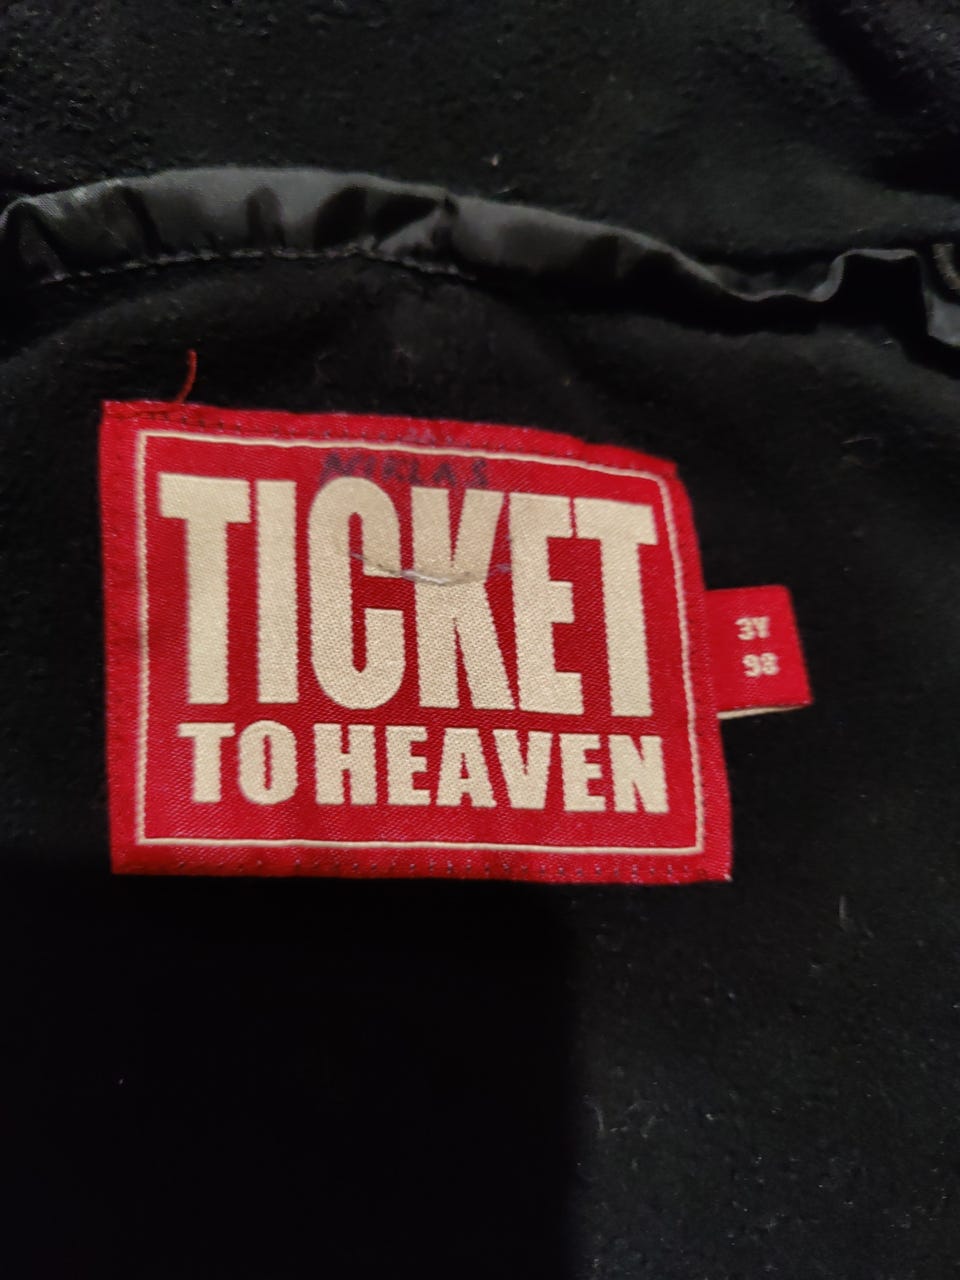 TICKET
TO HEAVEN
3Y
98